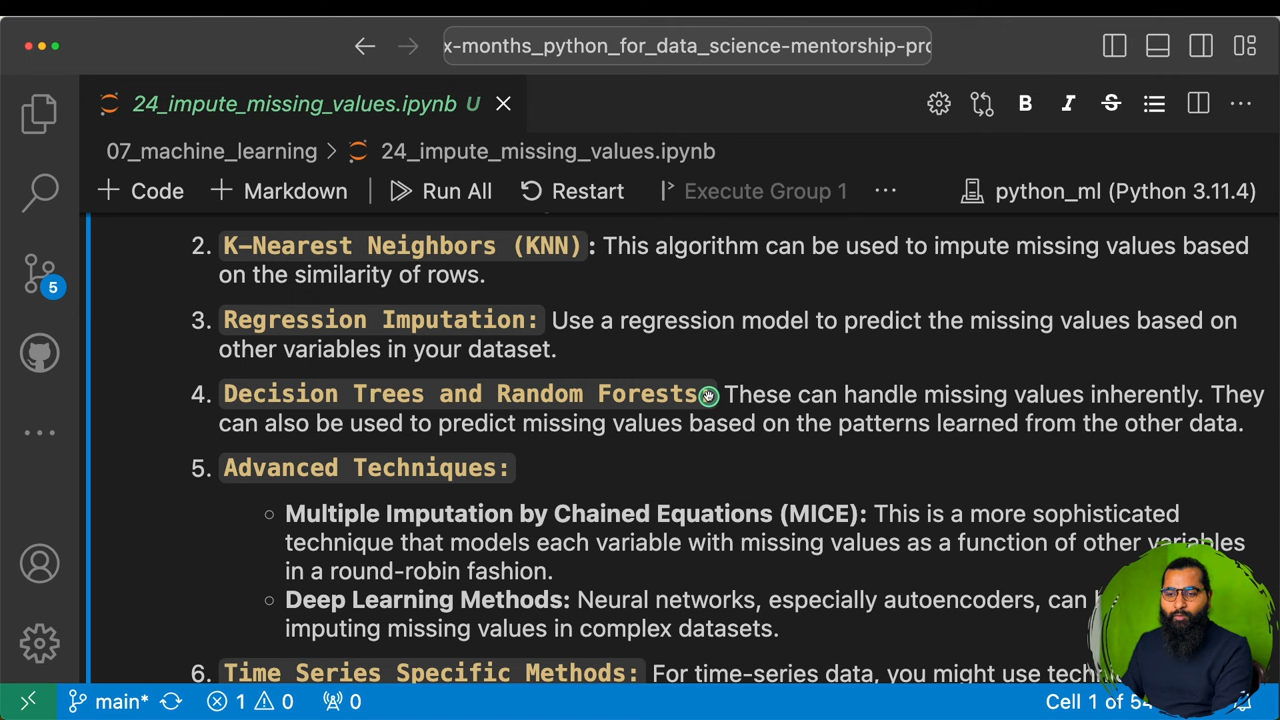 x-months_python_for_data_science-mentorship-pro
24_impute_missing_values.ipynb U
07_machine_learning > 24_impute_missing_values.ipynb
+ Code + Markdown | Run All Restart Execute Group 1 ... python_ml (Python 3.11.4)
2. K-Nearest Neighbors (KNN): This algorithm can be used to impute missing values based
on the similarity of rows.
3. Regression Imputation: Use a regression model to predict the missing values based on
other variables in your dataset.
4. Decision Trees and Random Forests These can handle missing values inherently. They
can also be used to predict missing values based on the patterns learned from the other data.
5. Advanced Techniques:
Multiple Imputation by Chained Equations (MICE): This is a more sophisticated
technique that models each variable with missing values as a function of other variables
in a round-robin fashion.
Deep Learning Methods: Neural networks, especially autoencoders, can
imputing missing values in complex datasets.
6. Time Series Specific Methods: For time-series data, you might use
5
main* 1 0 0 Cell 1 of 54